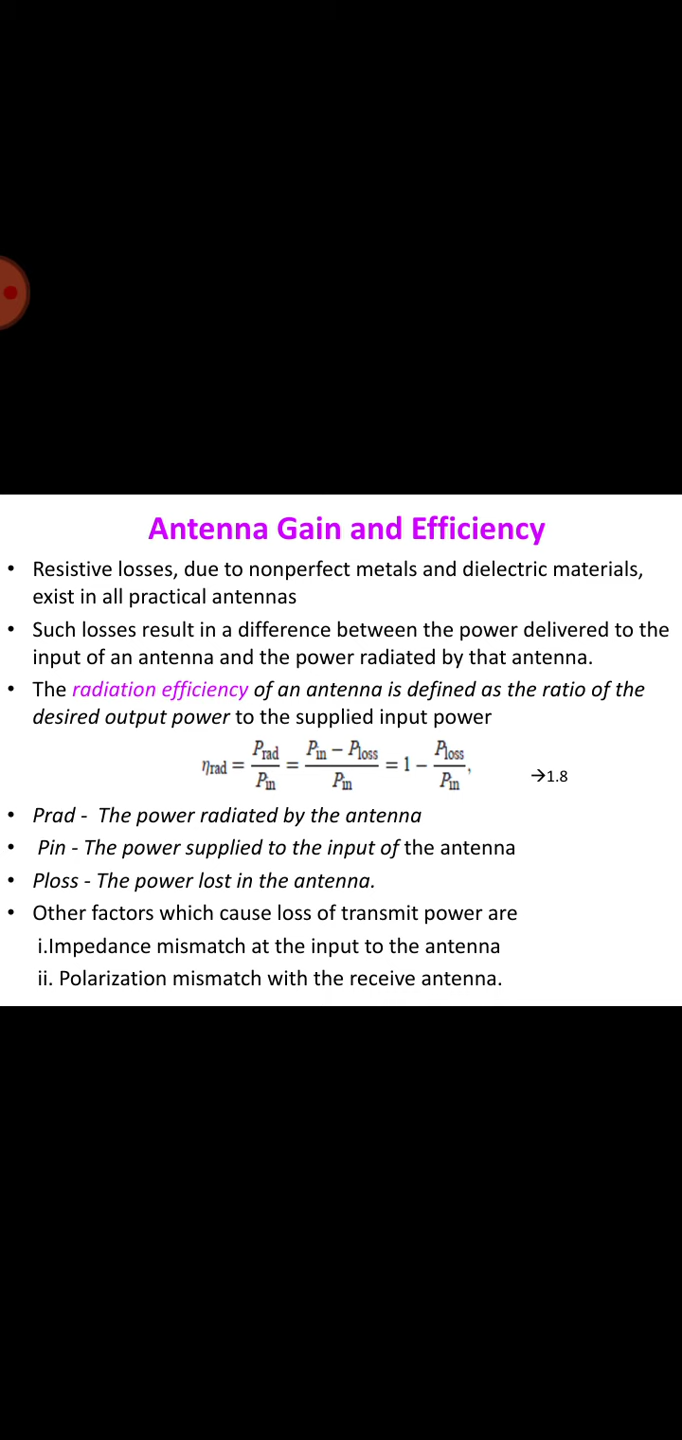 Antenna Gain and Efficiency
• Resistive losses, due to nonperfect metals and dielectric materials,
exist in all practical antennas
• Such losses result in a difference between the power delivered to the
input of an antenna and the power radiated by that antenna.
• The radiation efficiency of an antenna is defined as the ratio of the
desired output power to the supplied input power
ηrad = Prad/Pin = (Pin − Ploss)/Pin = 1 − Ploss/Pin, →1.8
• Prad - The power radiated by the antenna
• Pin - The power supplied to the input of the antenna
• Ploss - The power lost in the antenna.
• Other factors which cause loss of transmit power are
i.Impedance mismatch at the input to the antenna
ii. Polarization mismatch with the receive antenna.